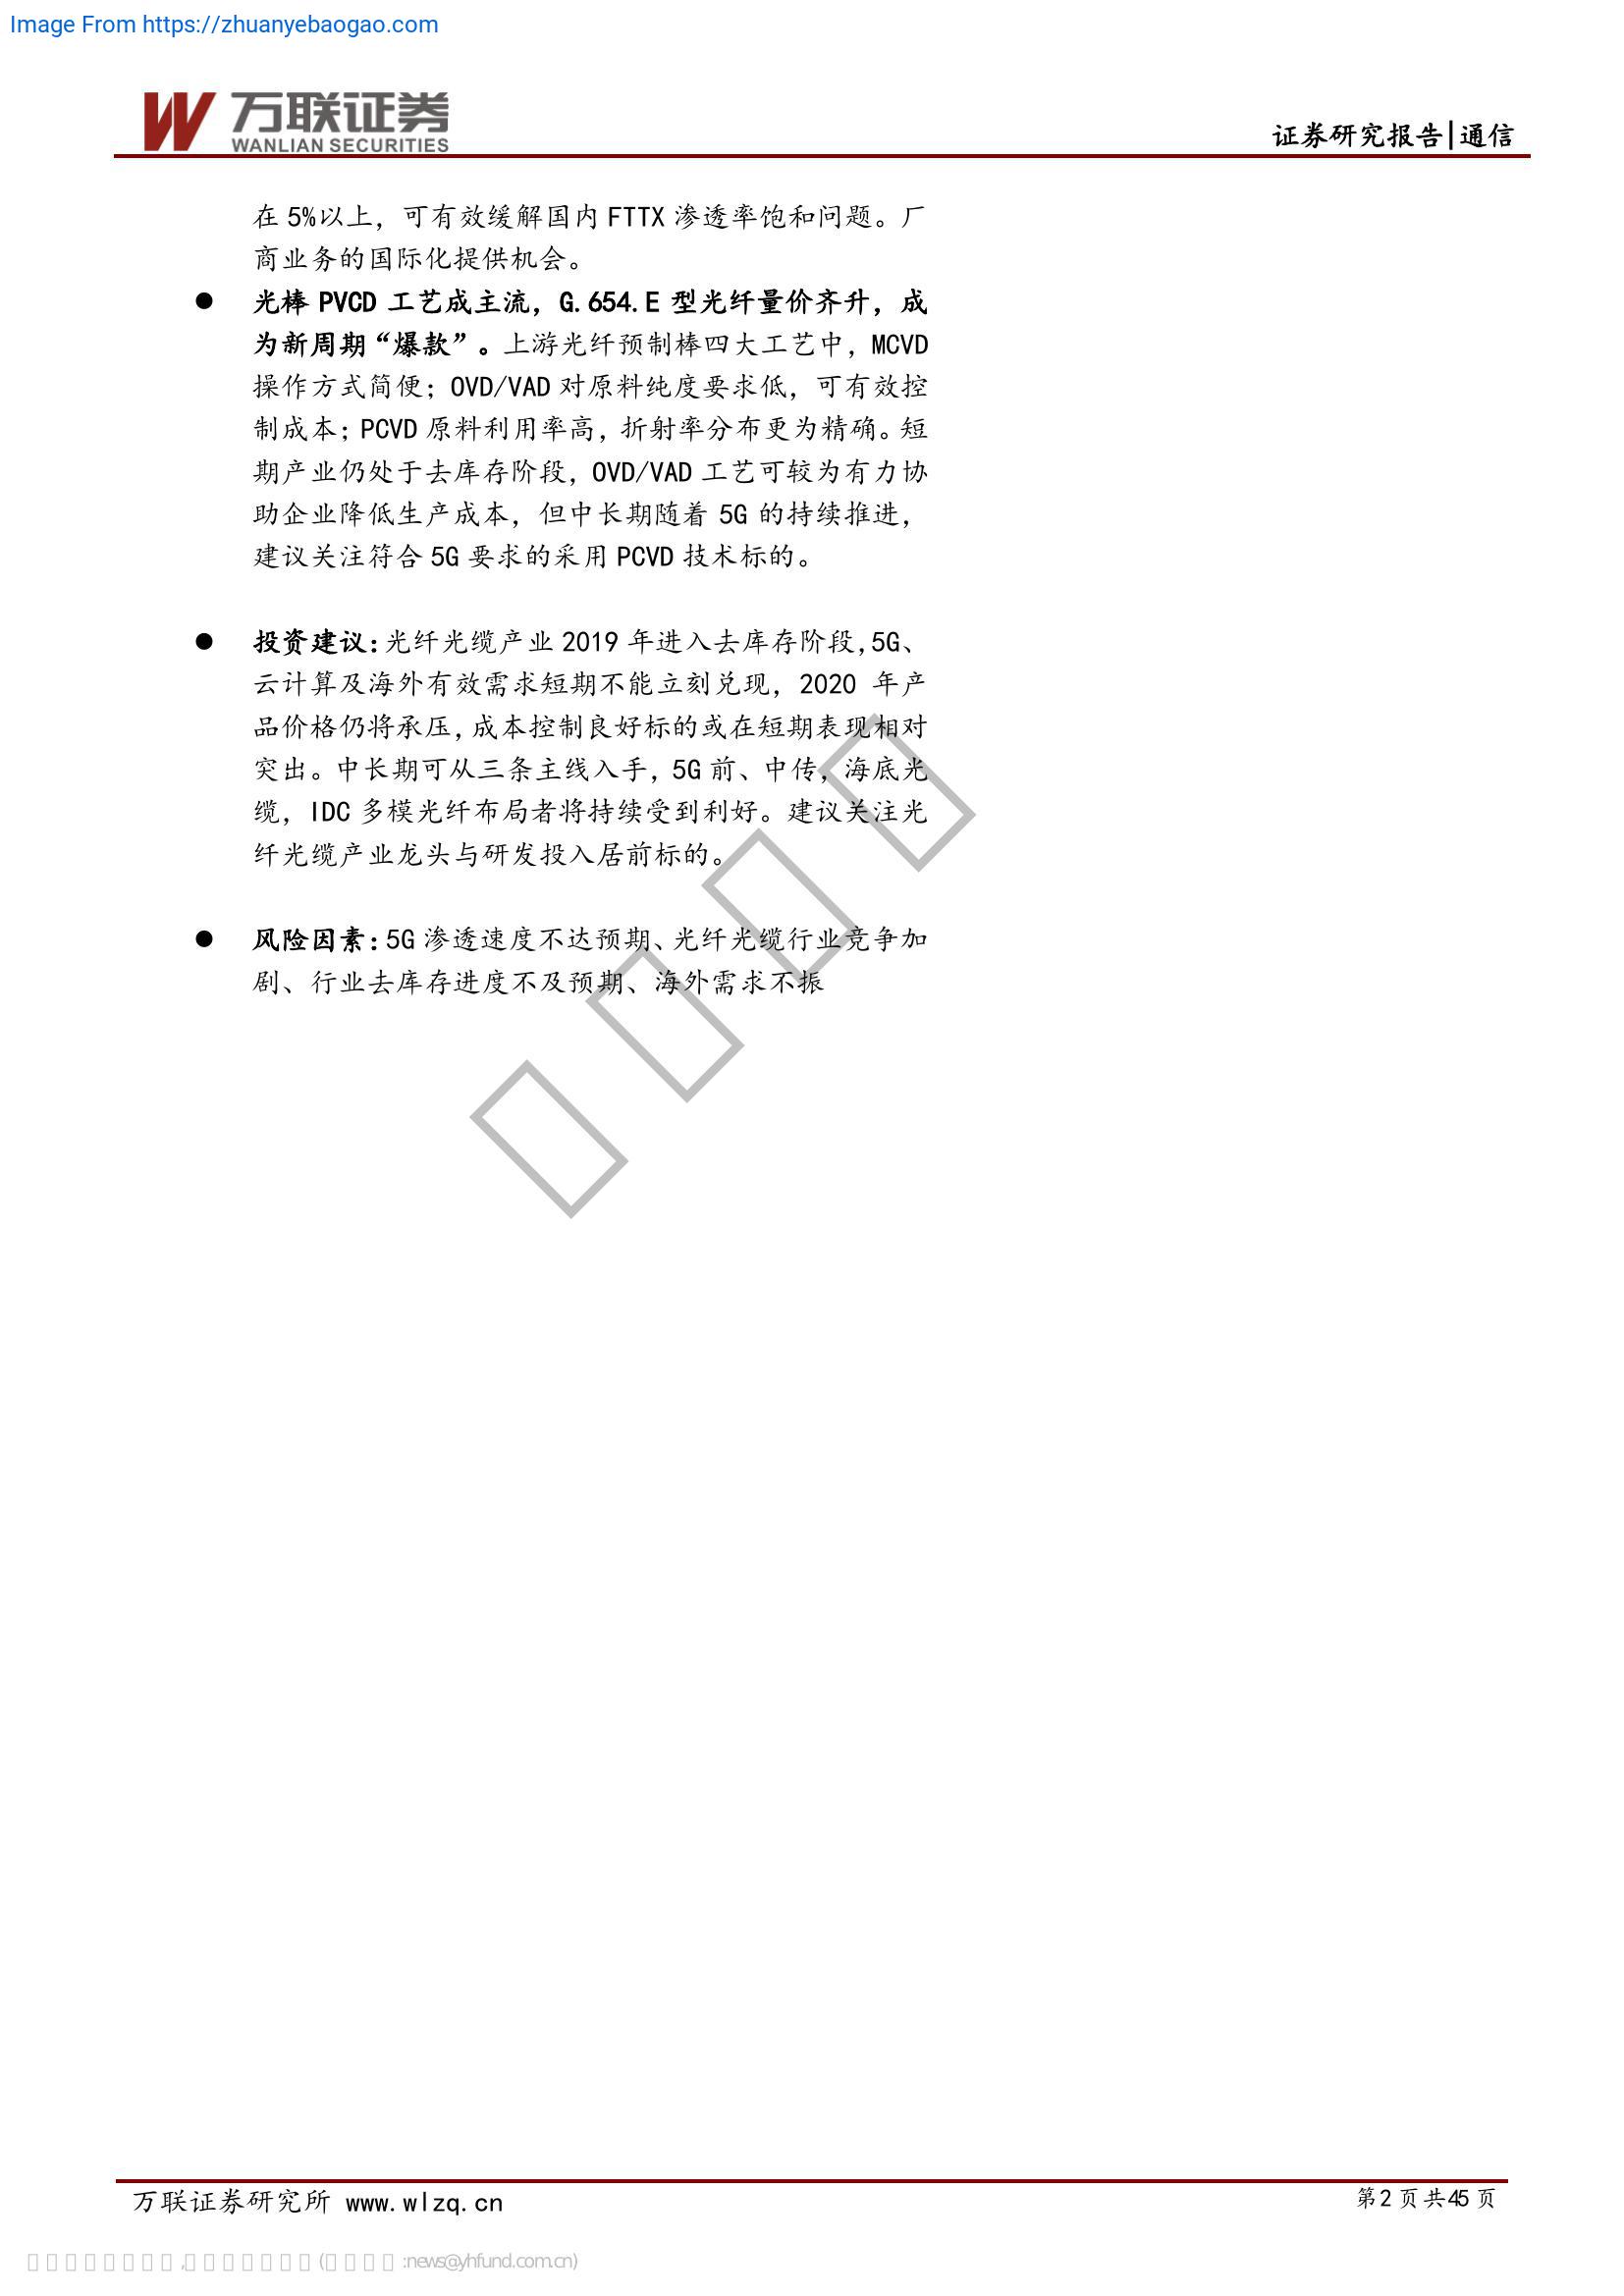 Image From https://zhuanyebaogao.com
万联证券
WANLIAN SECURITIES
证券研究报告|通信
在 5%以上，可有效缓解国内 FTTX 渗透率饱和问题。厂
商业务的国际化提供机会。
● 光棒 PVCD 工艺成主流，G.654.E 型光纤量价齐升，成
为新周期“爆款”。上游光纤预制棒四大工艺中，MCVD
操作方式简便；OVD/VAD 对原料纯度要求低，可有效控
制成本；PCVD 原料利用率高，折射率分布更为精确。短
期产业仍处于去库存阶段，OVD/VAD 工艺可较为有力协
助企业降低生产成本，但中长期随着 5G 的持续推进，
建议关注符合 5G 要求的采用 PCVD 技术标的。
● 投资建议：光纤光缆产业 2019 年进入去库存阶段，5G、
云计算及海外有效需求短期不能立刻兑现，2020 年产
品价格仍将承压，成本控制良好标的或在短期表现相对
突出。中长期可从三条主线入手，5G 前、中传，海底光
缆，IDC 多模光纤布局者将持续受到利好。建议关注光
纤光缆产业龙头与研发投入居前标的。
● 风险因素：5G 渗透速度不达预期、光纤光缆行业竞争加
剧、行业去库存进度不及预期、海外需求不振
万联证券研究所 www.wlzq.cn
第 2 页 共 45 页
:news@yhfund.com.cn)